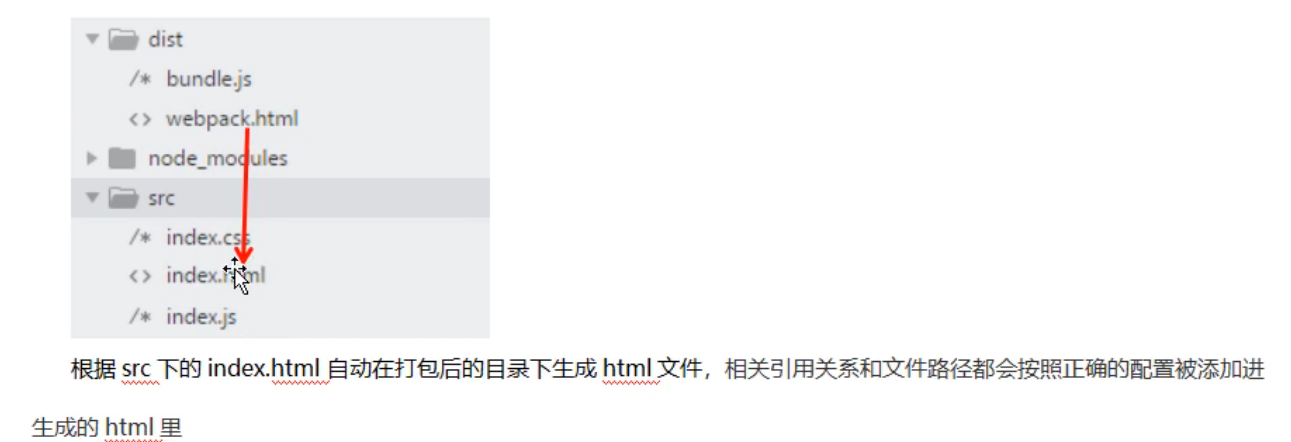 dist
/* bundle.js
<> webpack.html
node_modules
src
/* index.css
<> index.html
/* index.js
根据 src 下的 index.html 自动在打包后的目录下生成 html 文件，相关引用关系和文件路径都会按照正确的配置被添加进
生成的 html 里